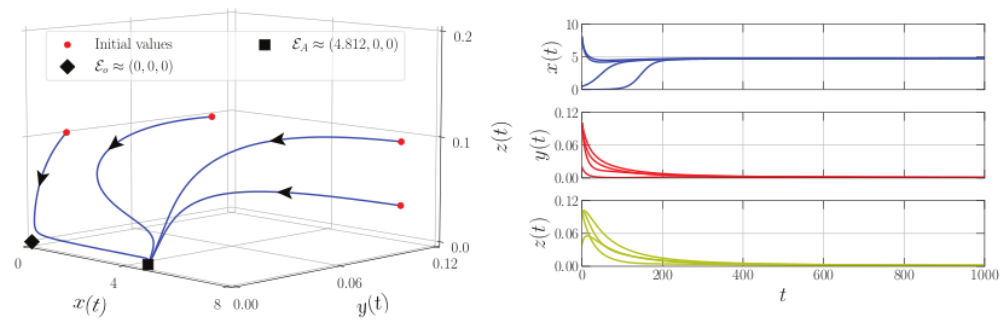 Initial values
𝓔ₒ ≈ (0, 0, 0)
𝓔_A ≈ (4.812, 0, 0)
0.2
0.1
0.0
z(t)
0
4
8
x(t)
0.00
0.06
0.12
y(t)
10
5
0
x(t)
0.12
0.06
0.00
y(t)
0.12
0.06
0.00
z(t)
0
200
400
600
800
1000
t